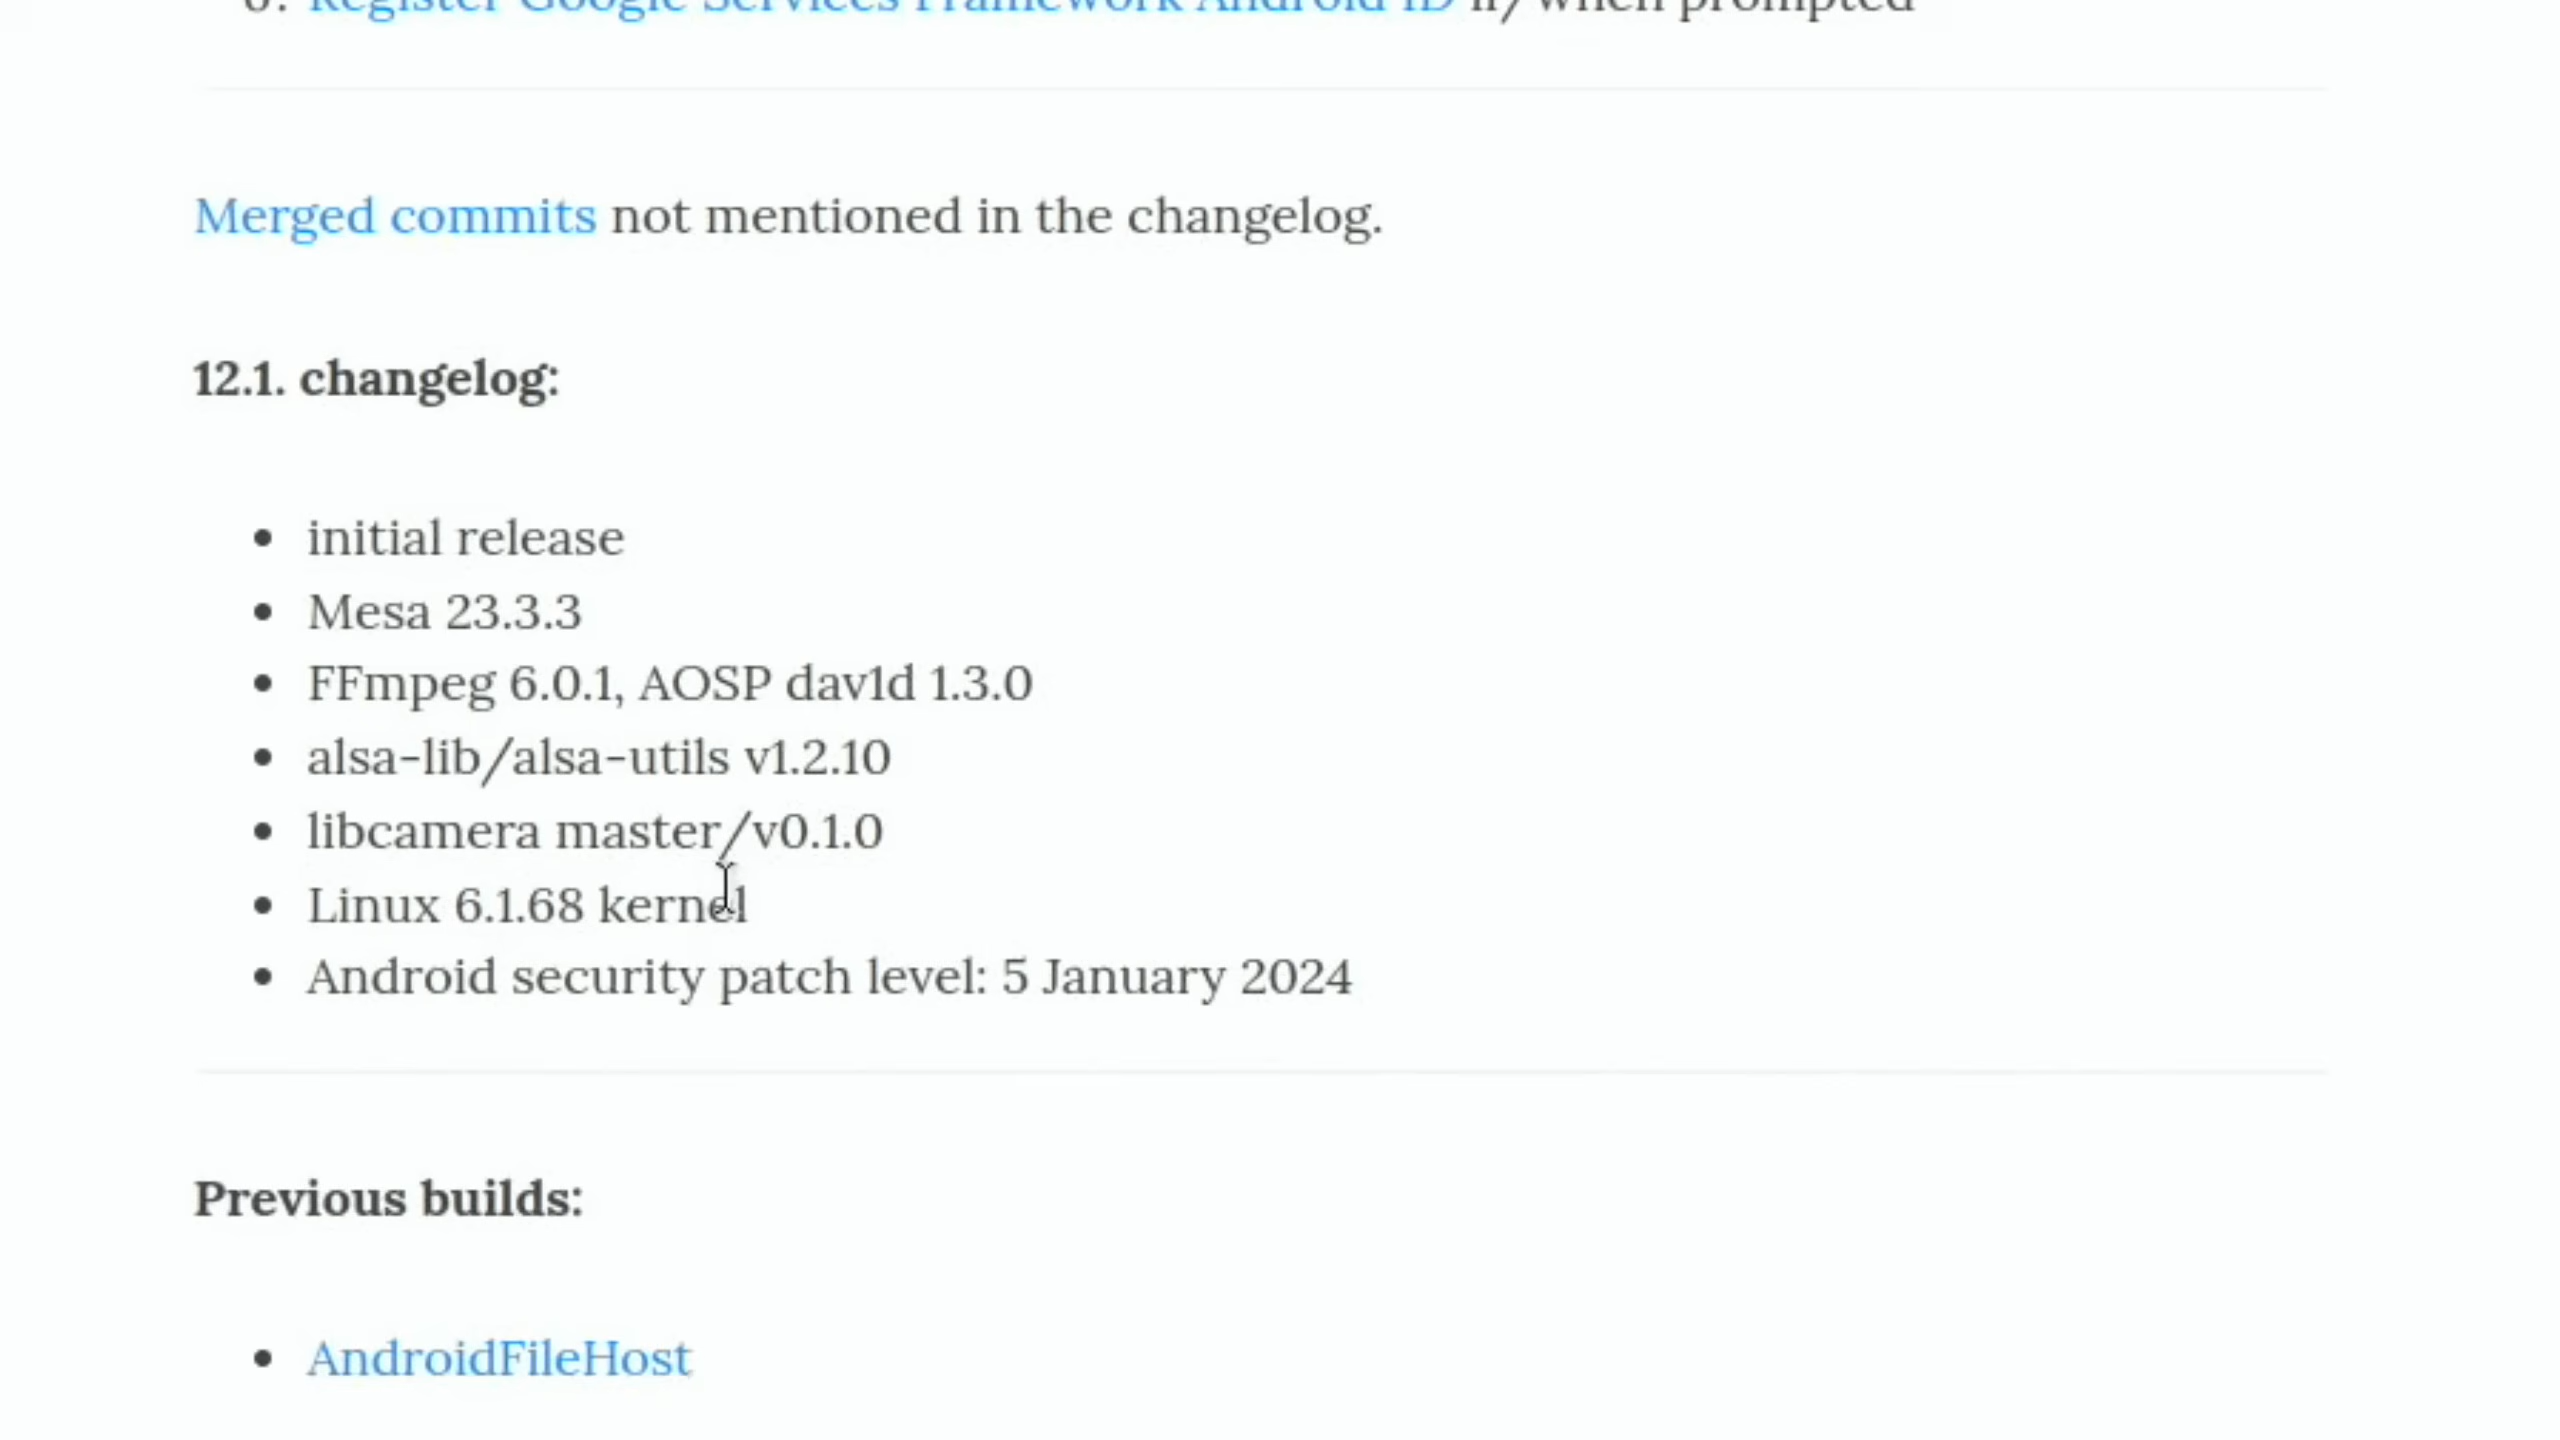 Register Google Services Framework Android ID if/when prompted
Merged commits not mentioned in the changelog.
12.1. changelog:
initial release
Mesa 23.3.3
FFmpeg 6.0.1, AOSP dav1d 1.3.0
alsa-lib/alsa-utils v1.2.10
libcamera master/v0.1.0
Linux 6.1.68 kernel
Android security patch level: 5 January 2024
Previous builds:
AndroidFileHost